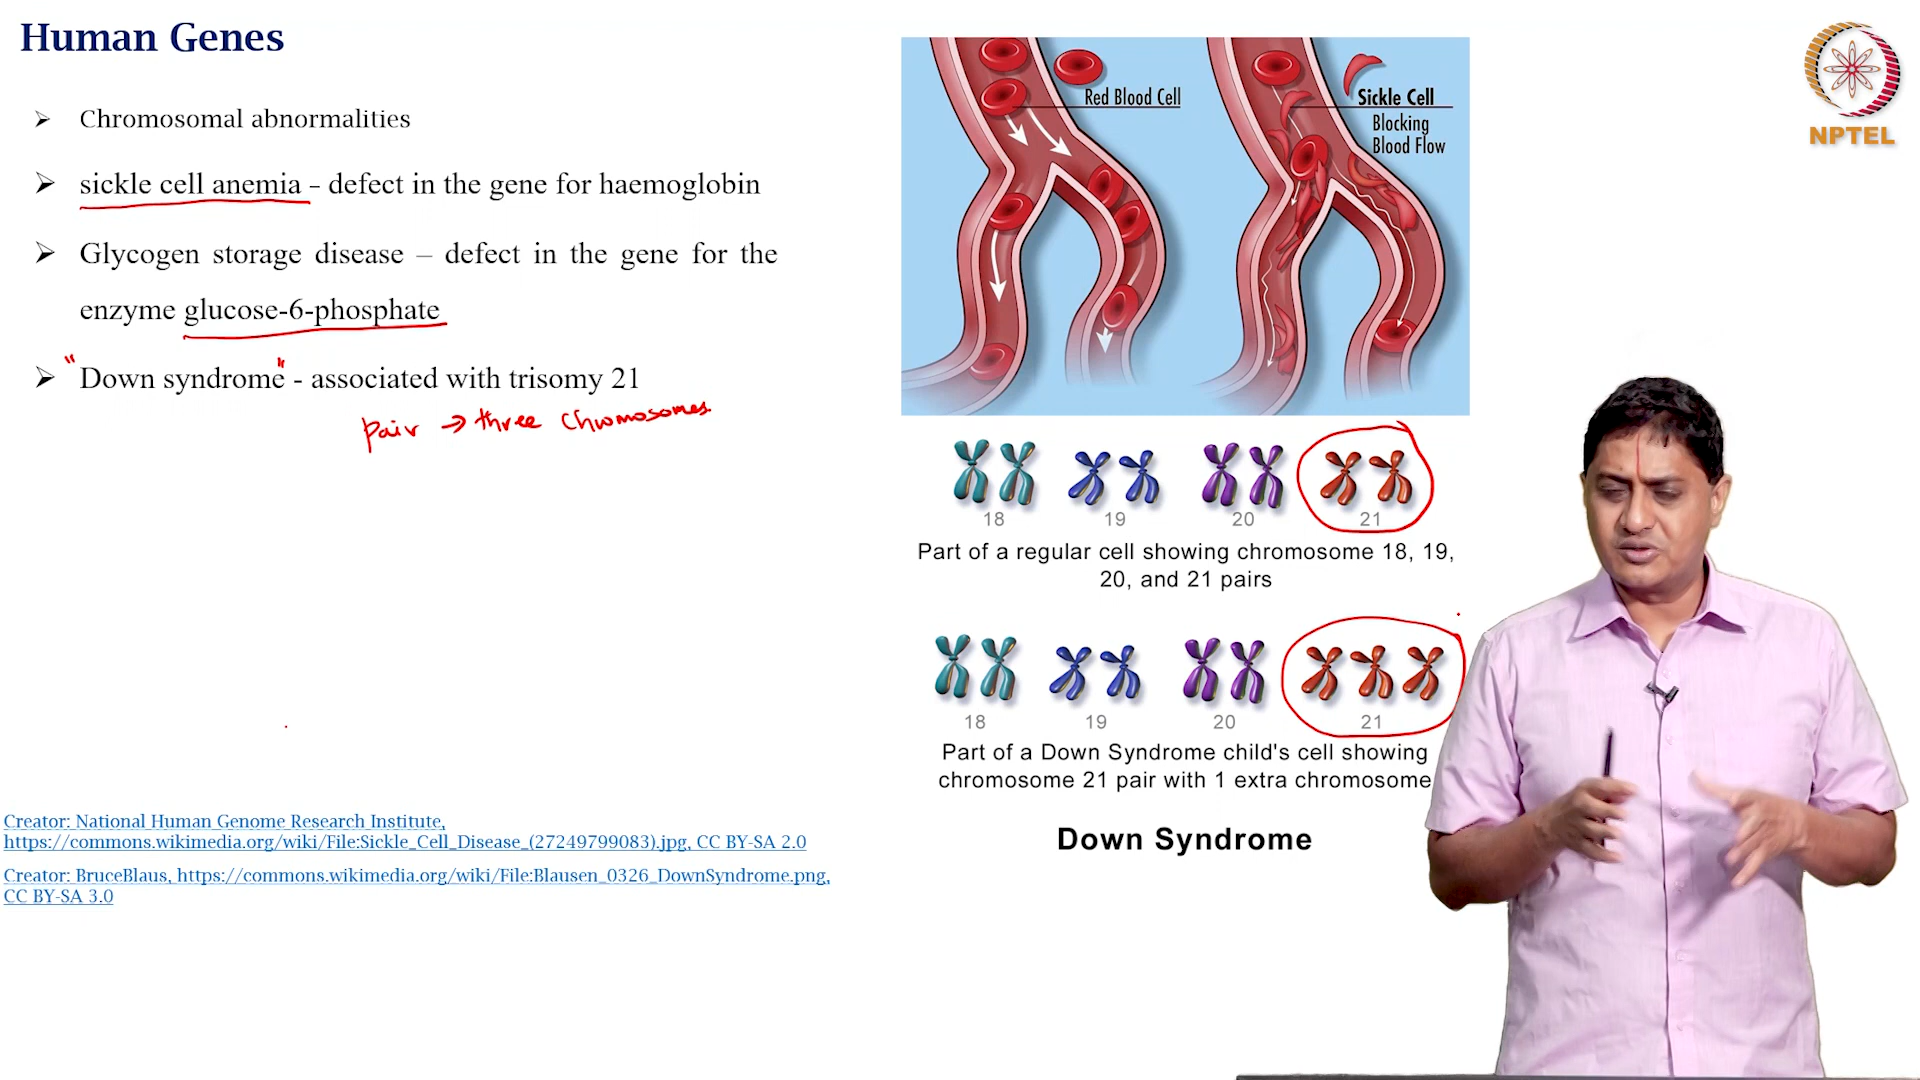 Human Genes
➢ Chromosomal abnormalities
➢ sickle cell anemia - defect in the gene for haemoglobin
➢ Glycogen storage disease – defect in the gene for the
enzyme glucose-6-phosphate
➢ "Down syndrome" - associated with trisomy 21
pair → three chromosomes
Creator: National Human Genome Research Institute,
https://commons.wikimedia.org/wiki/File:Sickle_Cell_Disease_(27249799083).jpg, CC BY-SA 2.0
Creator: BruceBlaus, https://commons.wikimedia.org/wiki/File:Blausen_0326_DownSyndrome.png,
CC BY-SA 3.0
Red Blood Cell
Sickle Cell
Blocking
Blood Flow
18 19 20 21
Part of a regular cell showing chromosome 18, 19,
20, and 21 pairs
18 19 20 21
Part of a Down Syndrome child's cell showing
chromosome 21 pair with 1 extra chromosome
Down Syndrome
NPTEL